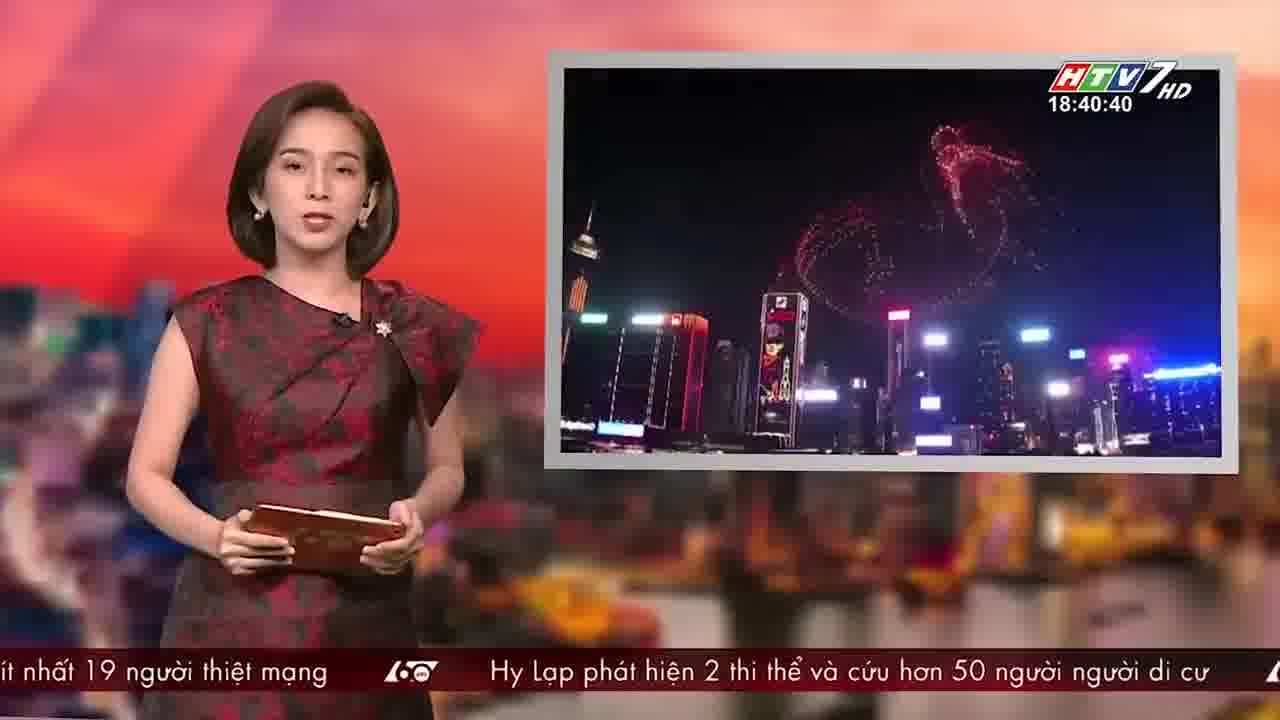 HTV7 HD
18:40:40
ít nhất 19 người thiệt mạng 60 Hy Lạp phát hiện 2 thi thể và cứu hơn 50 người người di cư